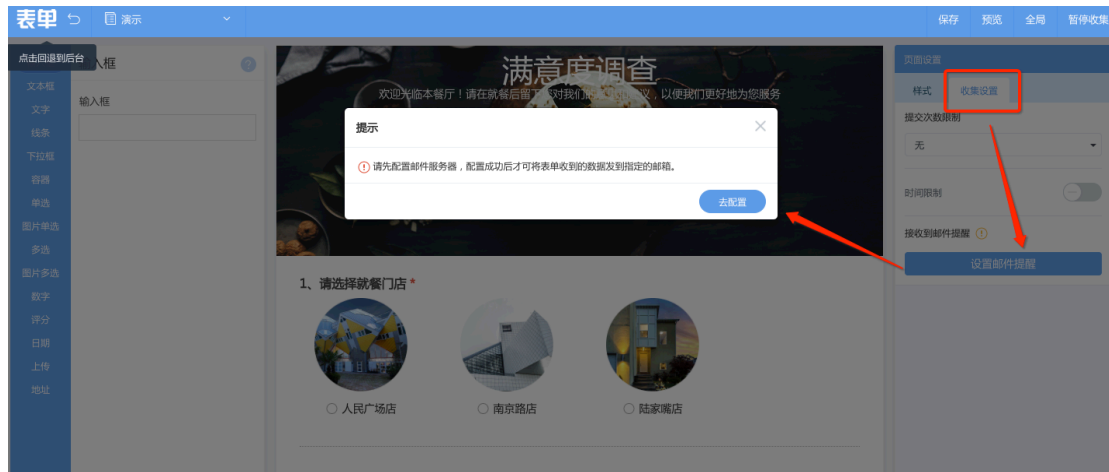 表单
演示
保存 预览 全局 暂停收集
点击回退到后台
输入框
文本框
文字
线条
下拉框
容器
单选
图片单选
多选
图片多选
数字
评分
日期
上传
地址
输入框
满意度调查
欢迎光临本餐厅！请在就餐后留下
对我们
议，以便我们更好地为您服务
提示
请先配置邮件服务器，配置成功后才可将表单收到的数据发到指定的邮箱。
去配置
1、请选择就餐门店 *
人民广场店 南京路店 陆家嘴店
页面设置
样式 收集设置
提交次数限制
无
时间限制
接收到邮件提醒
设置邮件提醒